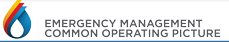 EMERGENCY MANAGEMENT
COMMON OPERATING PICTURE